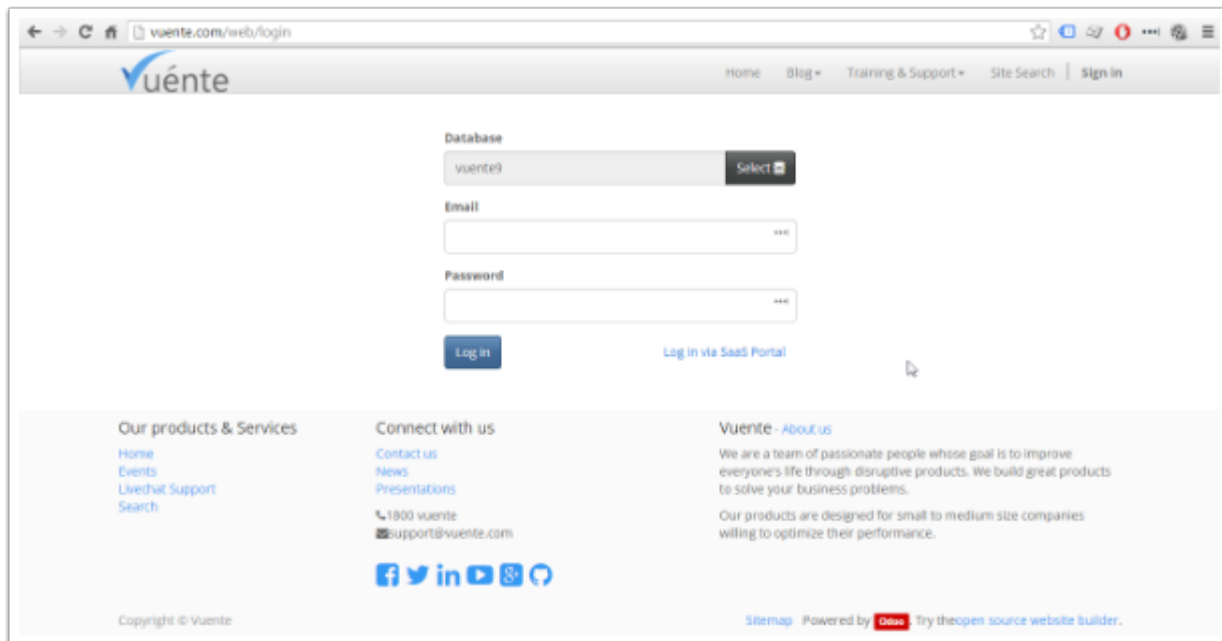 vuente.com/web/login
Vuénte
Home Blog Training & Support Site Search Sign in
Database
vuente9
Select
Email
Password
Log in
Log in via SaaS Portal
Our products & Services
Home
Events
Livechat Support
Search
Connect with us
Contact us
News
Presentations
1800 vuente
support@vuente.com
Vuente - About us
We are a team of passionate people whose goal is to improve
everyone's life through disruptive products. We build great products
to solve your business problems.
Our products are designed for small to medium size companies
willing to optimize their performance.
Copyright © Vuente
Sitemap Powered by Odoo, Try theopen source website builder.